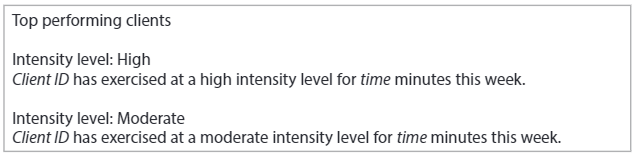 Top performing clients
Intensity level: High
Client ID has exercised at a high intensity level for time minutes this week.
Intensity level: Moderate
Client ID has exercised at a moderate intensity level for time minutes this week.